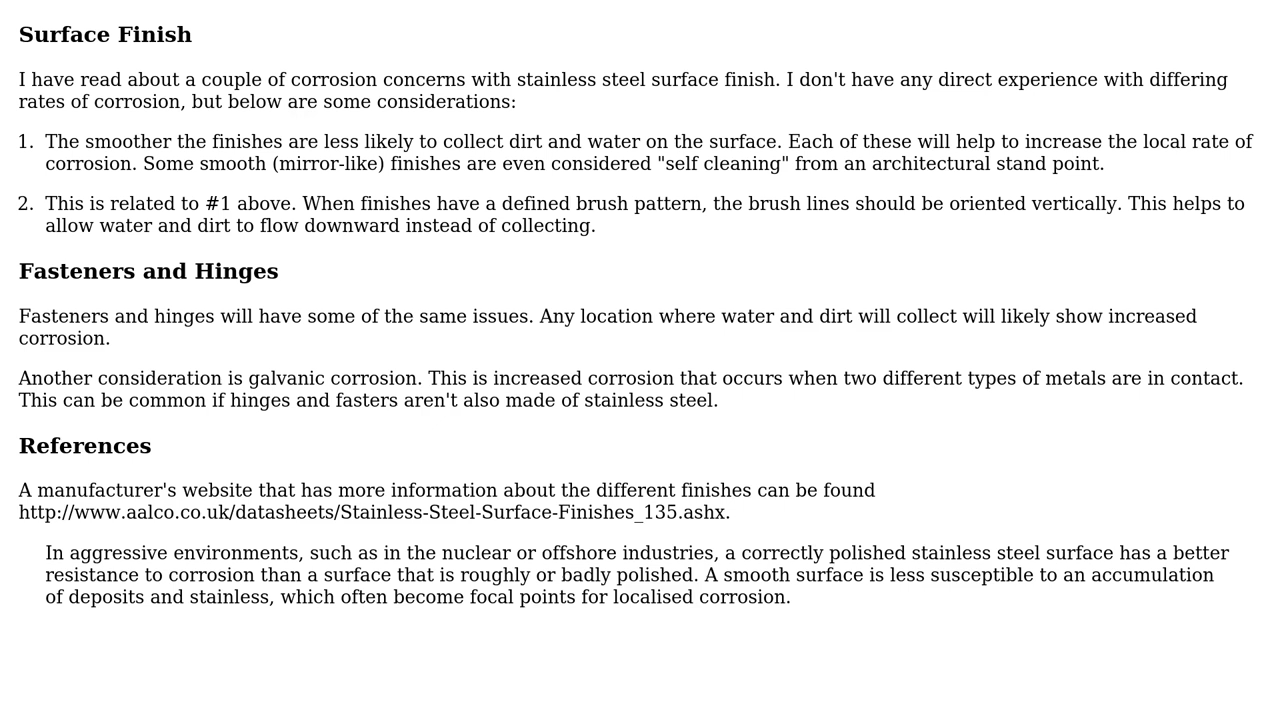 Surface Finish
I have read about a couple of corrosion concerns with stainless steel surface finish. I don't have any direct experience with differing
rates of corrosion, but below are some considerations:
1. The smoother the finishes are less likely to collect dirt and water on the surface. Each of these will help to increase the local rate of
corrosion. Some smooth (mirror-like) finishes are even considered "self cleaning" from an architectural stand point.
2. This is related to #1 above. When finishes have a defined brush pattern, the brush lines should be oriented vertically. This helps to
allow water and dirt to flow downward instead of collecting.
Fasteners and Hinges
Fasteners and hinges will have some of the same issues. Any location where water and dirt will collect will likely show increased
corrosion.
Another consideration is galvanic corrosion. This is increased corrosion that occurs when two different types of metals are in contact.
This can be common if hinges and fasters aren't also made of stainless steel.
References
A manufacturer's website that has more information about the different finishes can be found
http://www.aalco.co.uk/datasheets/Stainless-Steel-Surface-Finishes_135.ashx.
In aggressive environments, such as in the nuclear or offshore industries, a correctly polished stainless steel surface has a better
resistance to corrosion than a surface that is roughly or badly polished. A smooth surface is less susceptible to an accumulation
of deposits and stainless, which often become focal points for localised corrosion.